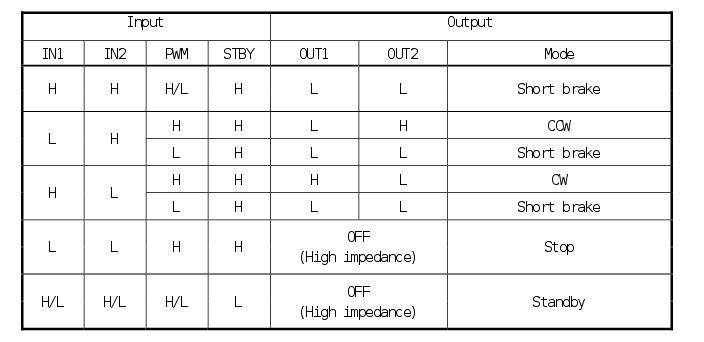 Input Output
IN1 IN2 PWM STBY OUT1 OUT2 Mode
H H H/L H L L Short brake
L H H H L H CCW
L H L L Short brake
H L H H H L CW
L H L L Short brake
L L H H OFF
(High impedance) Stop
H/L H/L H/L L OFF
(High impedance) Standby